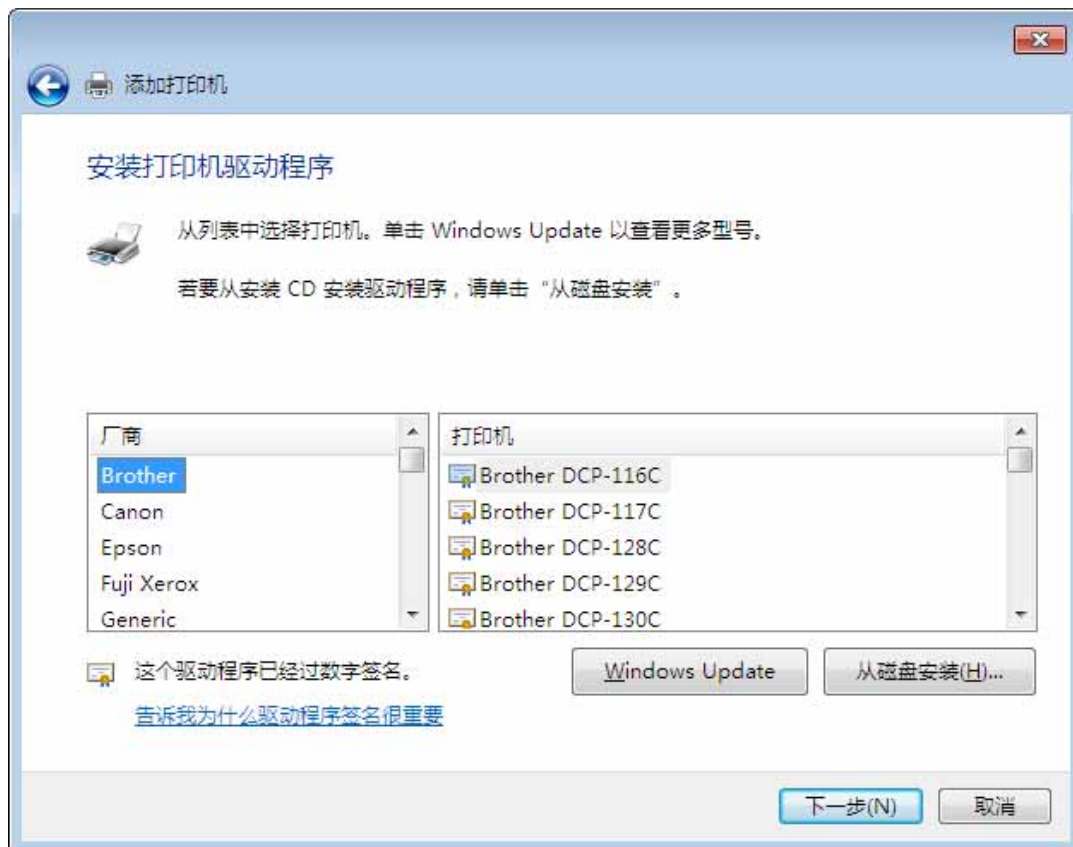 添加打印机
安装打印机驱动程序
从列表中选择打印机。单击 Windows Update 以查看更多型号。
若要从安装 CD 安装驱动程序，请单击“从磁盘安装”。
厂商
Brother
Canon
Epson
Fuji Xerox
Generic
打印机
Brother DCP-116C
Brother DCP-117C
Brother DCP-128C
Brother DCP-129C
Brother DCP-130C
这个驱动程序已经过数字签名。
告诉我为什么驱动程序签名很重要
Windows Update
从磁盘安装(H)...
下一步(N)
取消